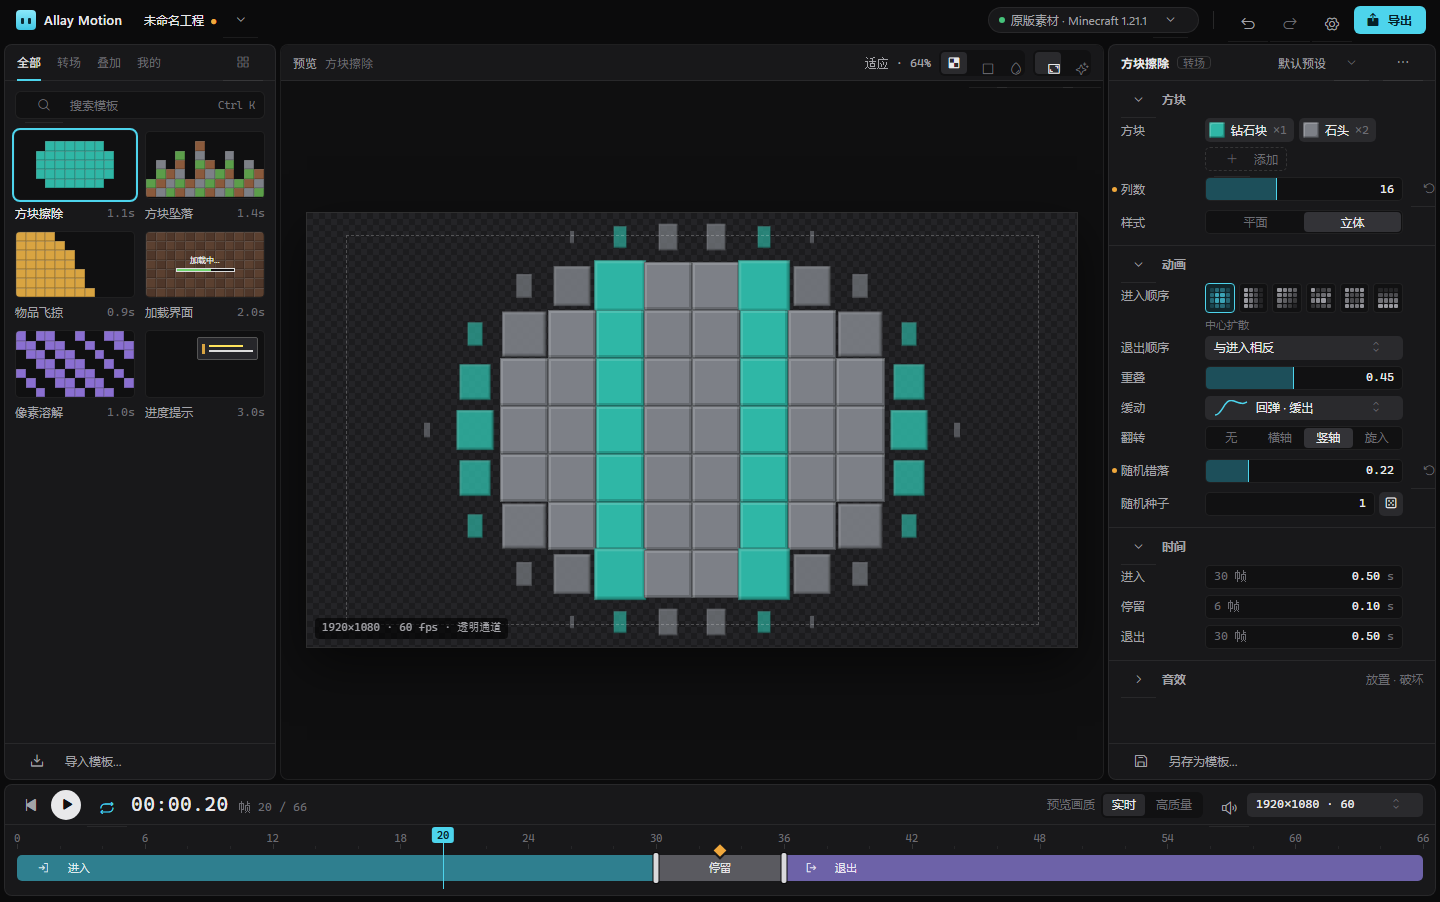 Allay Motion 未命名工程
原版素材 · Minecraft 1.21.1
导出
全部 转场 叠加 我的
搜索模板 Ctrl K
方块擦除 1.1s
方块坠落 1.4s
加载中...
物品飞掠 0.9s
加载界面 2.0s
像素溶解 1.0s
进度提示 3.0s
导入模板...
预览 方块擦除
适应 · 64%
1920×1080 · 60 fps · 透明通道
方块擦除 转场 默认预设 ···
方块
方块 钻石块 ×1 石头 ×2
+ 添加
列数 16
样式 平面 立体
动画
进入顺序
中心扩散
退出顺序 与进入相反
重叠 0.45
缓动 回弹 · 缓出
翻转 无 横轴 竖轴 旋入
随机错落 0.22
随机种子 1
时间
进入 30 帧 0.50 s
停留 6 帧 0.10 s
退出 30 帧 0.50 s
音效 放置 · 破坏
另存为模板...
00:00.20 帧 20 / 66
预览画质 实时 高质量
1920×1080 · 60
0 6 12 18 20 24 30 36 42 48 54 60 66
进入 停留 退出